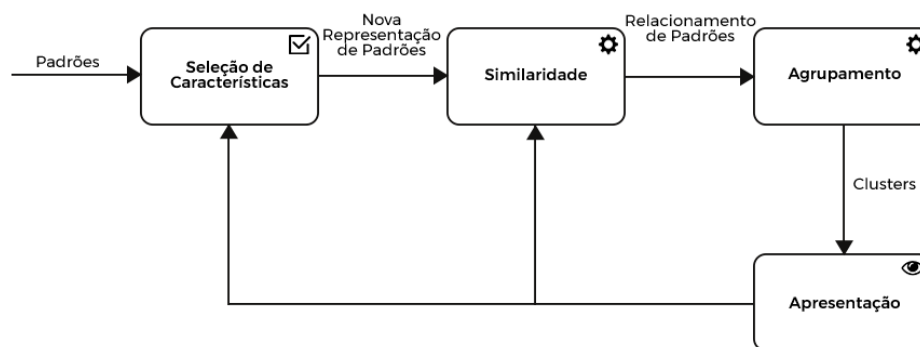 Padrões
Seleção de
Características
Nova
Representação
de Padrões
Similaridade
Relacionamento
de Padrões
Agrupamento
Clusters
Apresentação